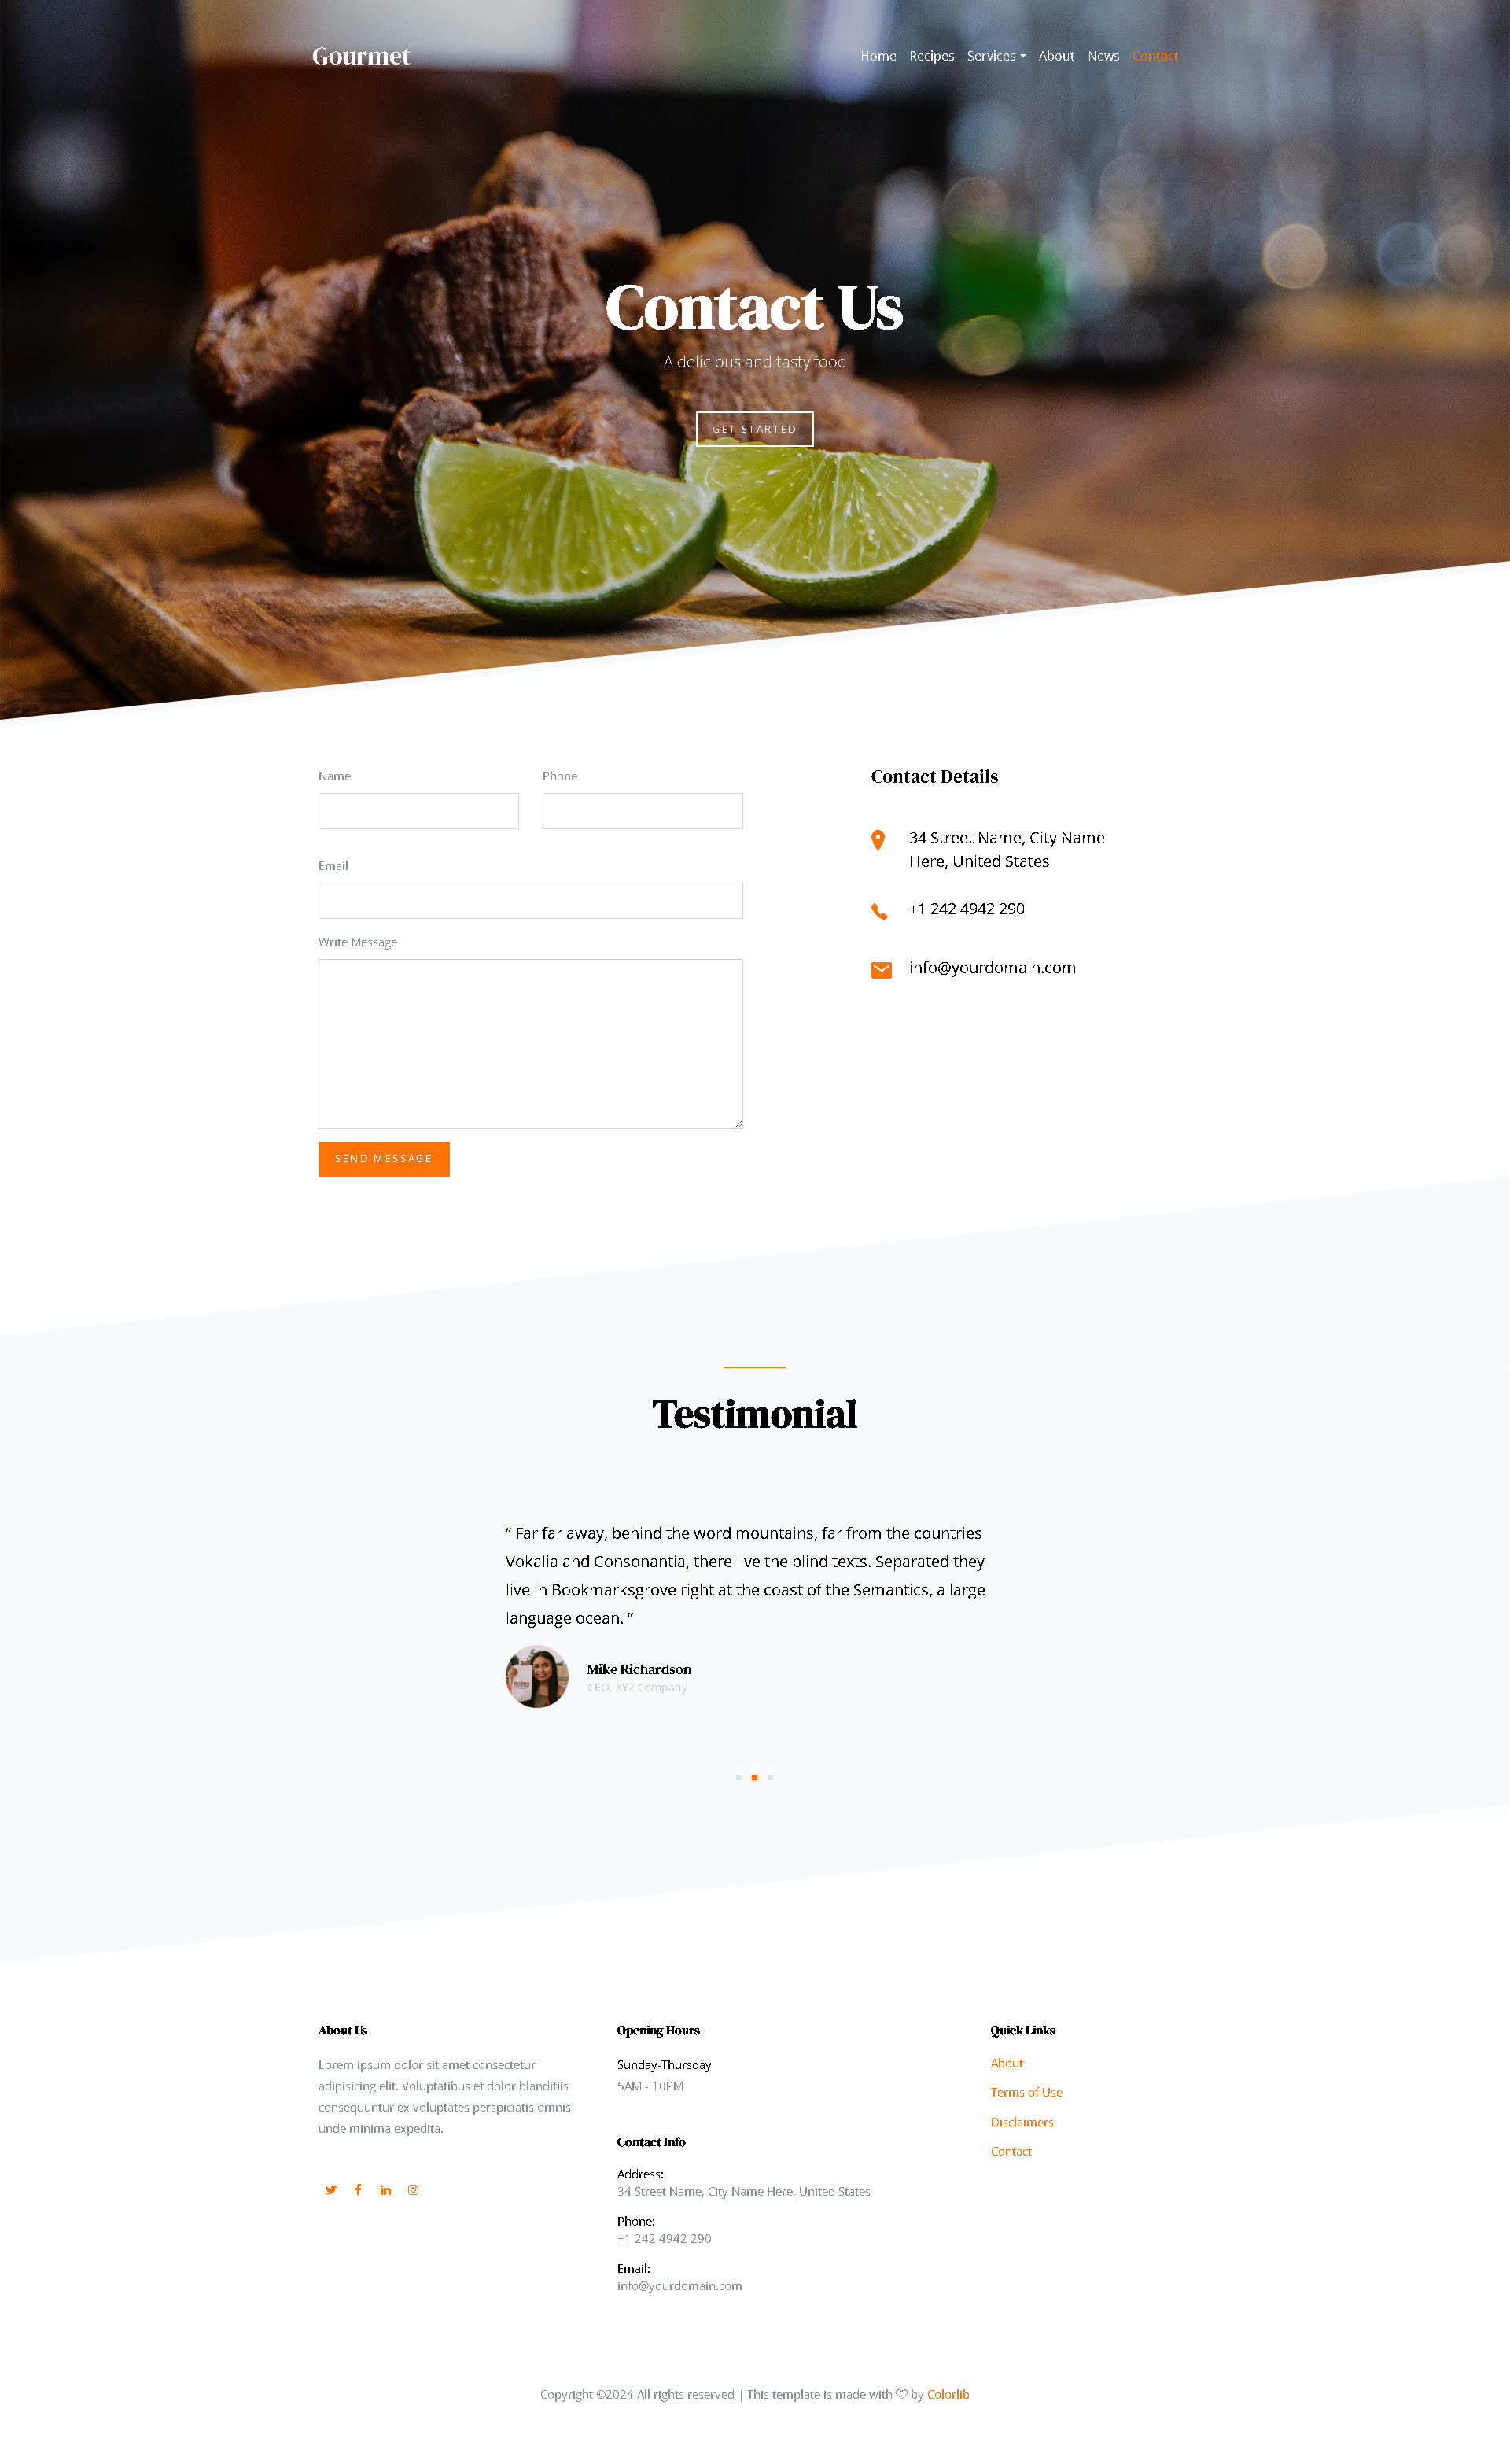 Gourmet
Home Recipes Services About News Contact
Contact Us
A delicious and tasty food
GET STARTED
Name
Phone
Email
Write Message
SEND MESSAGE
Contact Details
34 Street Name, City Name
Here, United States
+1 242 4942 290
info@yourdomain.com
Testimonial
“ Far far away, behind the word mountains, far from the countries
Vokalia and Consonantia, there live the blind texts. Separated they
live in Bookmarksgrove right at the coast of the Semantics, a large
language ocean. ”
Mike Richardson
CEO, XYZ Company
About Us
Lorem ipsum dolor sit amet consectetur
adipisicing elit. Voluptatibus et dolor blanditiis
consequuntur ex voluptates perspiciatis omnis
unde minima expedita.
Opening Hours
Sunday-Thursday
5AM - 10PM
Contact Info
Address:
34 Street Name, City Name Here, United States
Phone:
+1 242 4942 290
Email:
info@yourdomain.com
Quick Links
About
Terms of Use
Disclaimers
Contact
Copyright ©2024 All rights reserved | This template is made with ♡ by Colorlib